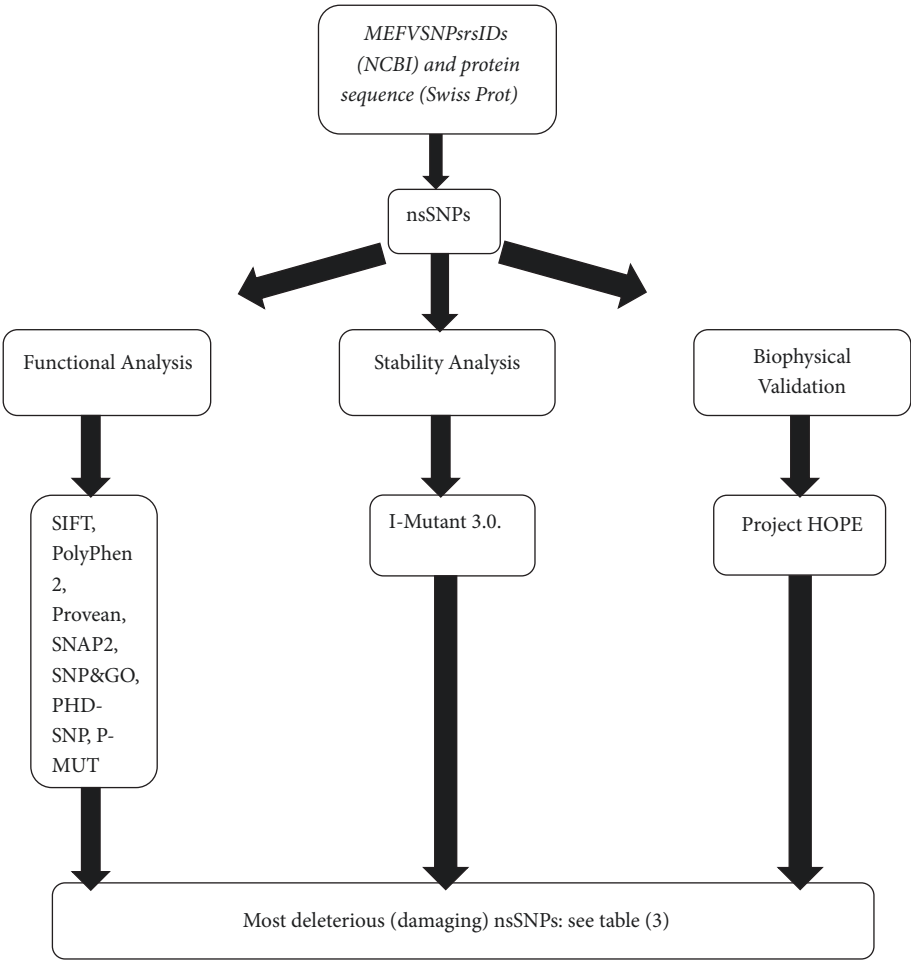 MEFVSNPsrsIDs
(NCBI) and protein
sequence (Swiss Prot)
nsSNPs
Functional Analysis
Stability Analysis
Biophysical
Validation
SIFT,
PolyPhen
2,
Provean,
SNAP2,
SNP&GO,
PHD-
SNP, P-
MUT
I-Mutant 3.0.
Project HOPE
Most deleterious (damaging) nsSNPs: see table (3)